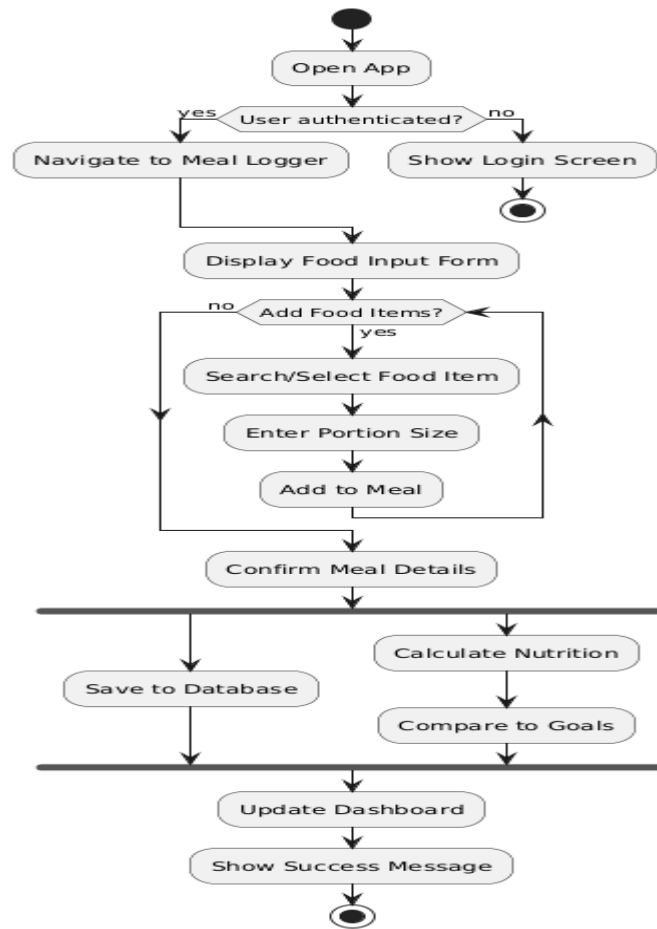 Open App
yes
User authenticated?
no
Navigate to Meal Logger
Show Login Screen
Display Food Input Form
no
Add Food Items?
yes
Search/Select Food Item
Enter Portion Size
Add to Meal
Confirm Meal Details
Calculate Nutrition
Save to Database
Compare to Goals
Update Dashboard
Show Success Message